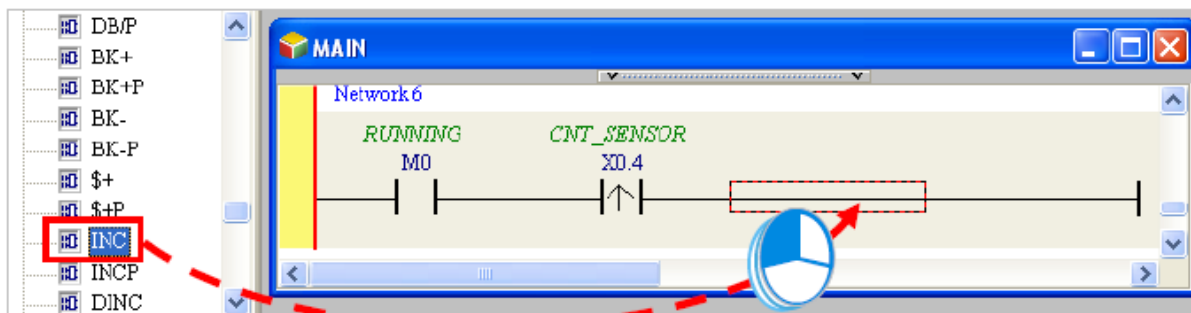 DB/P
BK+
BK+P
BK-
BK-P
$+
$+P
INC
INCP
DINC
MAIN
Network 6
RUNNING
CNT_SENSOR
M0
X0.4